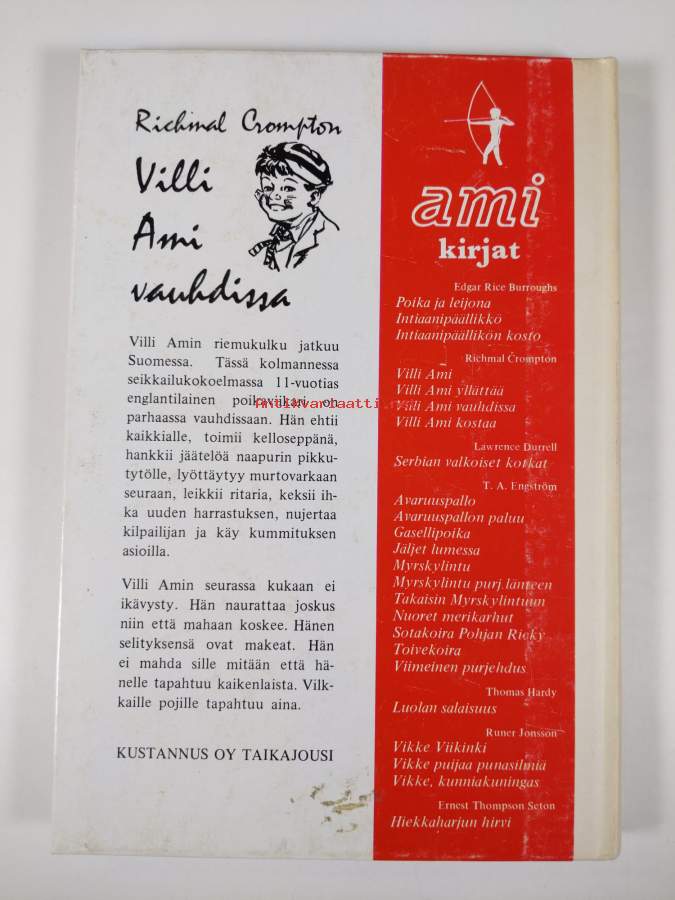 Richmal Crompton
Villi
Ami
vauhdissa
Villi Amin riemukulku jatkuu
Suomessa. Tässä kolmannessa
seikkailukokoelmassa 11-vuotias
englantilainen poikaviikari on
parhaassa vauhdissaan. Hän ehtii
kaikkialle, toimii kelloseppänä,
hankkii jäätelöä naapurin pikku-
tytölle, lyöttäytyy murtovarkaan
seuraan, leikkii ritaria, keksii ih-
ka uuden harrastuksen, nujertaa
kilpailijan ja käy kummituksen
asioilla.
Villi Amin seurassa kukaan ei
ikävysty. Hän naurattaa joskus
niin että mahaan koskee. Hänen
selityksensä ovat makeat. Hän
ei mahda sille mitään että hä-
nelle tapahtuu kaikenlaista. Vilk-
kaille pojille tapahtuu aina.
KUSTANNUS OY TAIKAJOUSI
ami
kirjat
Edgar Rice Burroughs
Poika ja leijona
Intiaanipäällikkö
Intiaanipäällikön kosto
Richmal Crompton
Villi Ami
Villi Ami yllättää
Villi Ami vauhdissa
Villi Ami kostaa
Lawrence Durrell
Serbian valkoiset kotkat
T. A. Engström
Avaruuspallo
Avaruuspallon paluu
Gasellipoika
Jäljet lumessa
Myrskylintu
Myrskylintu purj.länteen
Takaisin Myrskylintuun
Nuoret merikarhut
Sotakoira Pohjan Ricky
Toivekoira
Viimeinen purjehdus
Thomas Hardy
Luolan salaisuus
Runer Jonsson
Vikke Viikinki
Vikke puijaa punasilmiä
Vikke, kunniakuningas
Ernest Thompson Seton
Hiekkaharjun hirvi